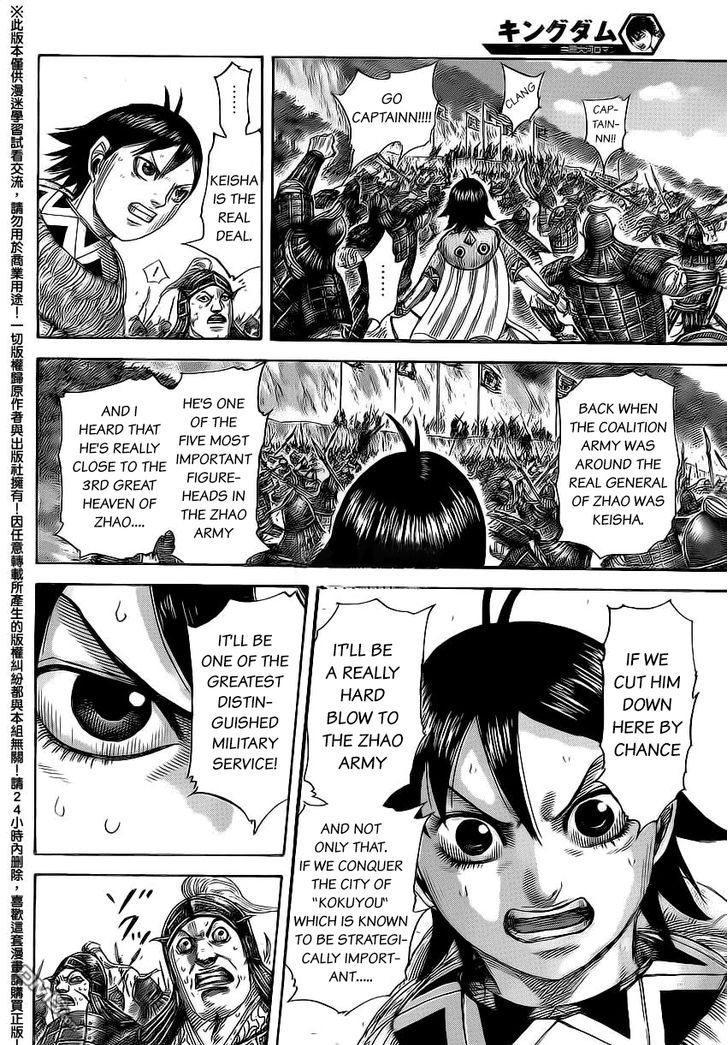 キングダム
CAP-
TAIN-
NN!!
CLANG
GO
CAPTAINN!!!!
......
......
KEISHA
IS THE
REAL
DEAL.
!
BACK WHEN
THE COALITION
ARMY WAS
AROUND THE
REAL GENERAL
OF ZHAO WAS
KEISHA.
HE'S ONE
OF THE
FIVE MOST
IMPORTANT
FIGURE-
HEADS IN
THE ZHAO
ARMY
AND I
HEARD THAT
HE'S REALLY
CLOSE TO THE
3RD GREAT
HEAVEN OF
ZHAO....
IF WE
CUT HIM
DOWN
HERE BY
CHANCE
IT'LL BE
A REALLY
HARD
BLOW TO
THE ZHAO
ARMY
AND NOT
ONLY THAT.
IF WE CONQUER
THE CITY OF
"KOKUYOU"
WHICH IS KNOWN
TO BE STRATEGI-
CALLY IMPORT-
ANT.....
IT'LL BE
ONE OF THE
GREATEST
DISTIN-
GUISHED
MILITARY
SERVICE!
※此版本僅供漫迷學習試看交流，請勿用於商業用途！一切版權歸原作者與出版社擁有！因任意轉載所產生的版權糾紛都與本組無關！請24小時內刪除，喜歡這套漫畫請購買正版！